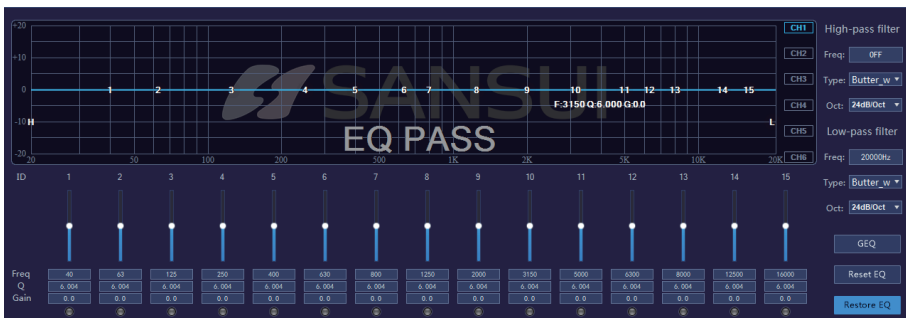 +20
CH1
High-pass filter
+10
CH2
Freq: OFF
0
1 2 3 4 5 6 7 8 9 10 11 12 13 14 15
CH3
Type: Butter_w
SANSUI
F:3150 Q:6.000 G:0.0
CH4
Oct: 24dB/Oct
-10
H
L
EQ PASS
CH5
Low-pass filter
-20
CH6
Freq: 20000Hz
20 50 100 200 500 1K 2K 5K 10K 20K
ID 1 2 3 4 5 6 7 8 9 10 11 12 13 14 15
Type: Butter_w
Oct: 24dB/Oct
GEQ
Freq 40 63 125 250 400 630 800 1250 2000 3150 5000 6300 8000 12500 16000
Reset EQ
Q 6.004 6.004 6.004 6.004 6.004 6.004 6.004 6.004 6.004 6.004 6.004 6.004 6.004 6.004 6.004
Gain 0.0 0.0 0.0 0.0 0.0 0.0 0.0 0.0 0.0 0.0 0.0 0.0 0.0 0.0 0.0
Restore EQ